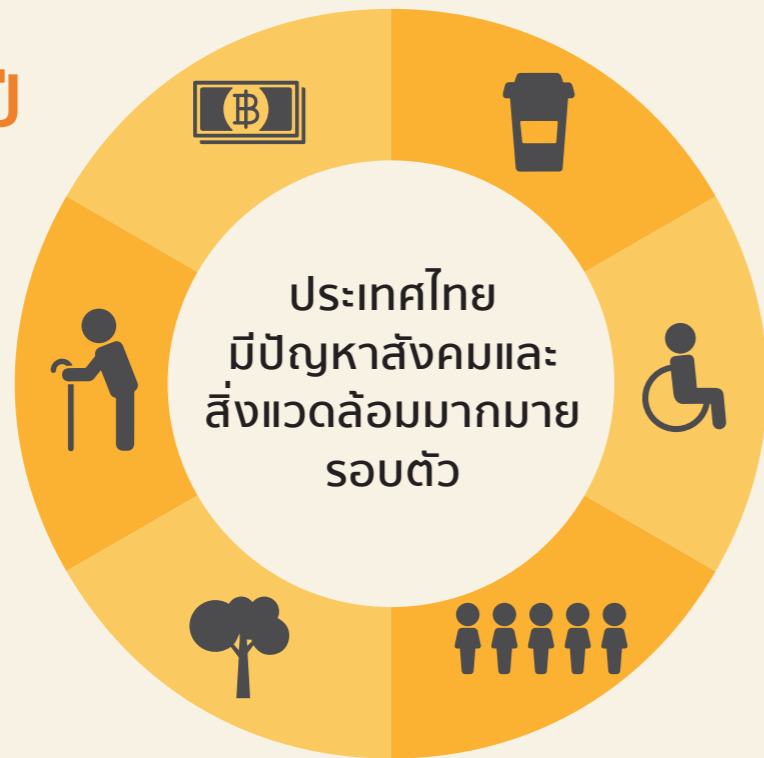 ประเทศไทย
มีปัญหาสังคมและ
สิ่งแวดล้อมมากมาย
รอบตัว
฿